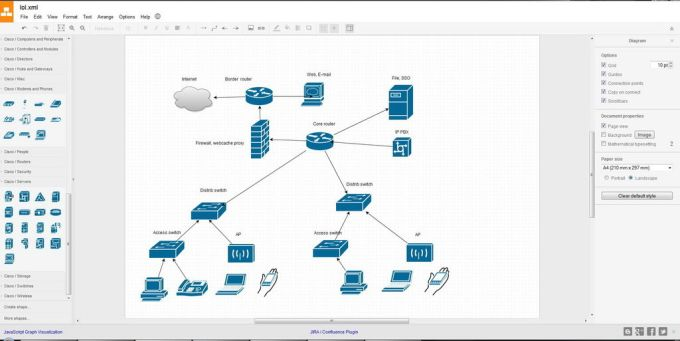 lol.xml
File Edit View Format Text Arrange Options Help
Cisco / Computers and Peripherals
Cisco / Controllers and Modules
Cisco / Directors
Cisco / Hubs and Gateways
Cisco / Misc
Cisco / Modems and Phones
Cisco / People
Cisco / Routers
Cisco / Security
Cisco / Servers
Cisco / Storage
Cisco / Switches
Cisco / Wireless
Create shape...
More shapes...
Internet
Border router
Web, E-mail
File, SSO
Core router
Firewall, webcache proxy
IP PBX
Distrib switch
Distrib switch
Access switch
AP
Access switch
AP
Diagram
Options
Grid 10 pt
Guides
Connection points
Copy on connect
Scrollbars
Document properties
Page view
Background Image
Mathematical typesetting
Paper size
A4 (210 mm x 297 mm)
Portrait Landscape
Clear default style
JavaScript Graph Visualization
JIRA / Confluence Plugin